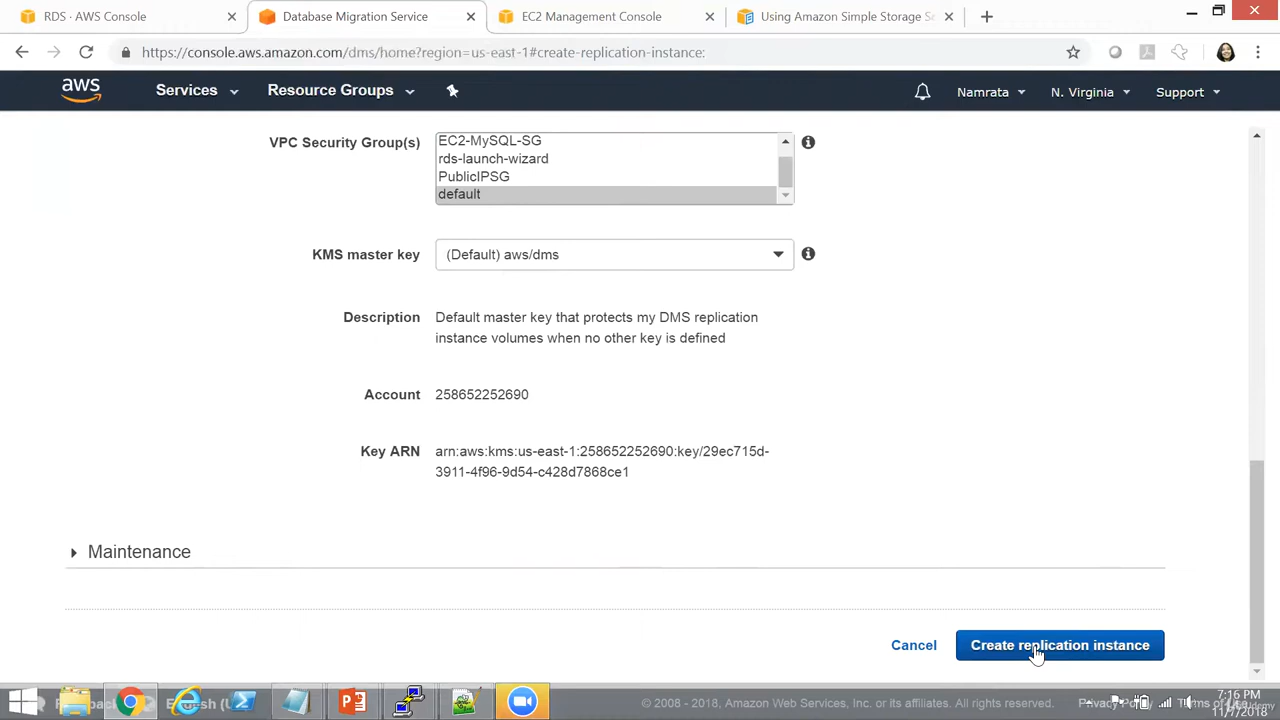 RDS · AWS Console
Database Migration Service
EC2 Management Console
Using Amazon Simple Storage Se
https://console.aws.amazon.com/dms/home?region=us-east-1#create-replication-instance:
aws
Services
Resource Groups
Namrata
N. Virginia
Support
VPC Security Group(s)
EC2-MySQL-SG
rds-launch-wizard
PublicIPSG
default
KMS master key
(Default) aws/dms
Description
Default master key that protects my DMS replication
instance volumes when no other key is defined
Account
258652252690
Key ARN
arn:aws:kms:us-east-1:258652252690:key/29ec715d-
3911-4f96-9d54-c428d7868ce1
Maintenance
Cancel
Create replication instance
© 2008 - 2018, Amazon Web Services, Inc. or its affiliates. All rights reserved.
7:16 PM
11/7/2018